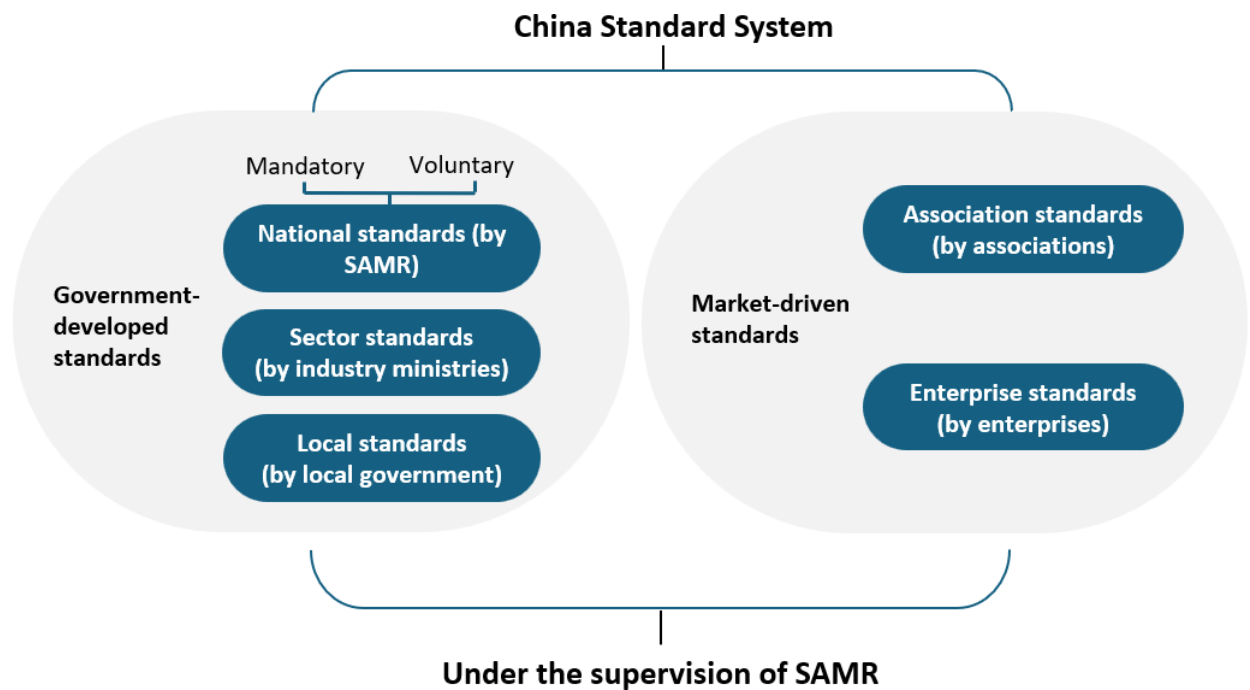 China Standard System
Mandatory
Voluntary
National standards (by
SAMR)
Government-
developed
standards
Sector standards
(by industry ministries)
Local standards
(by local government)
Association standards
(by associations)
Market-driven
standards
Enterprise standards
(by enterprises)
Under the supervision of SAMR